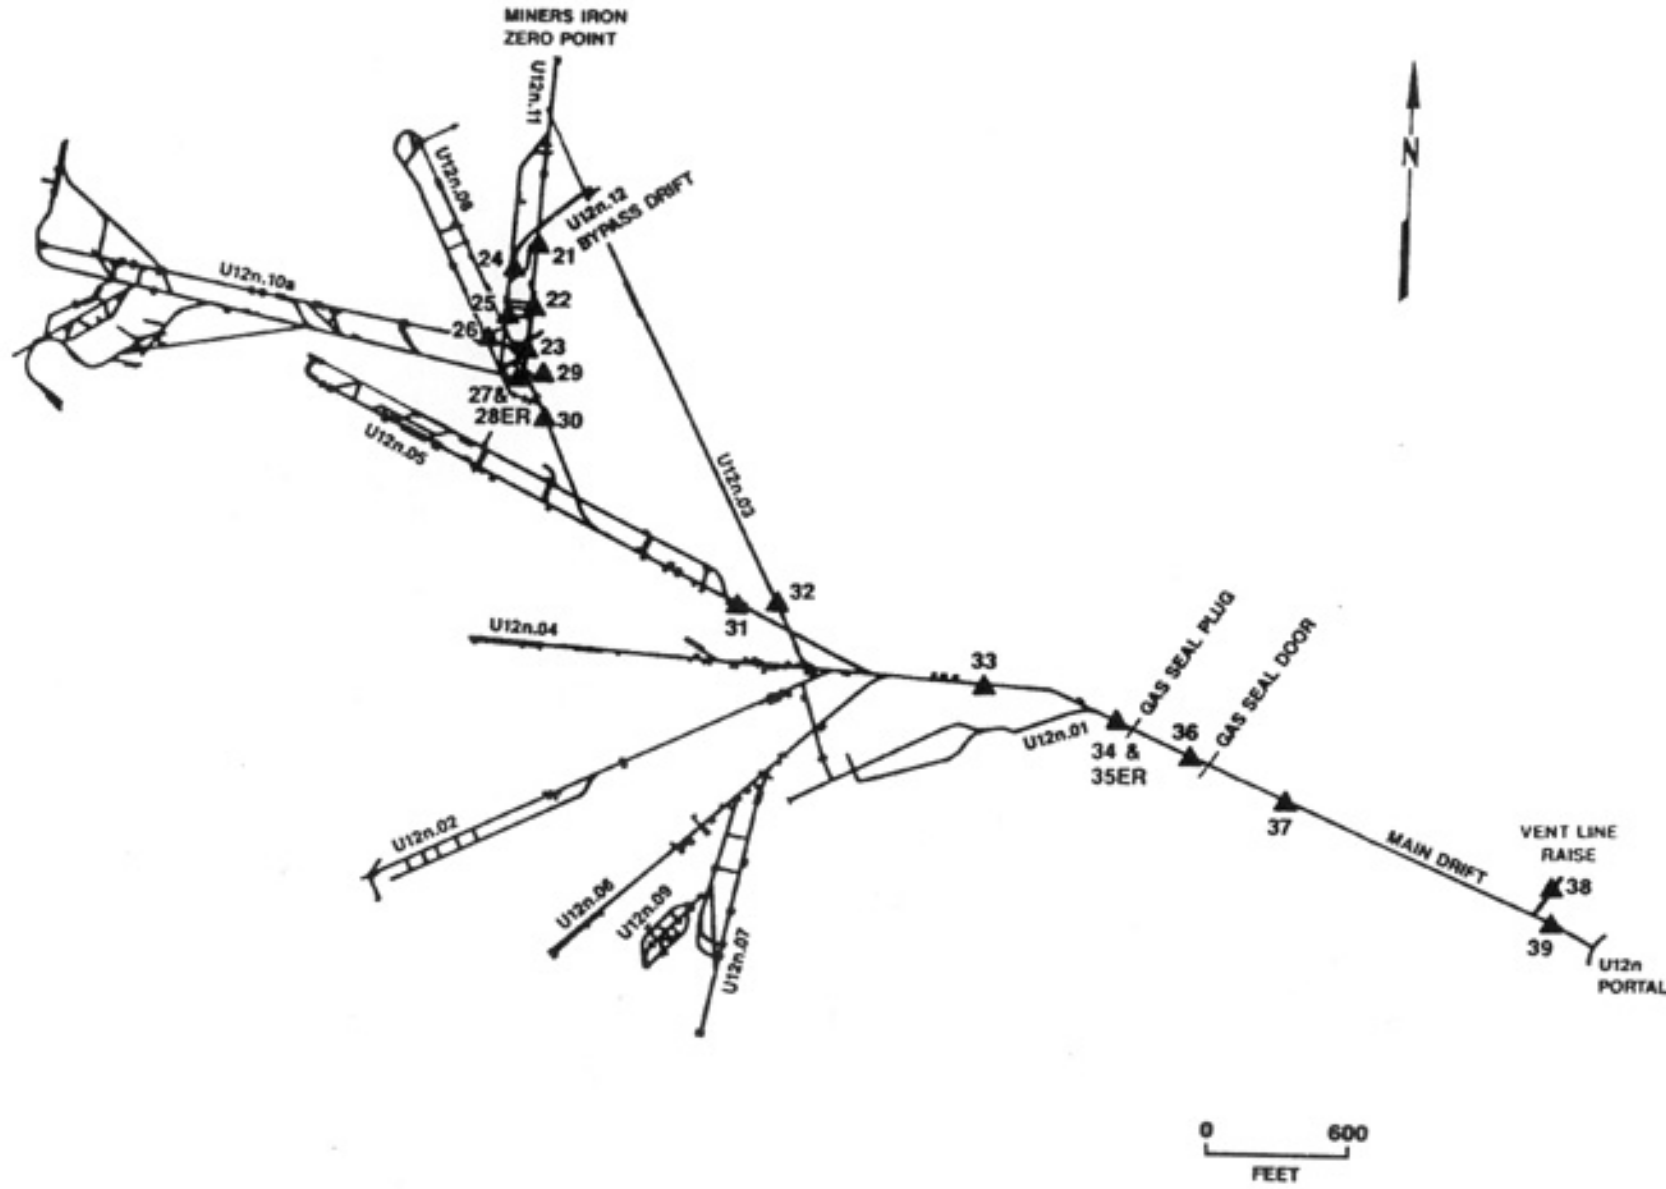 MINERS IRON
ZERO POINT
U12n.11
N
U12n.08
U12n.12
BYPASS DRIFT
24
21
U12n.10a
25
22
26
23
29
27&
28ER
30
U12n.05
U12n.03
32
31
U12n.04
33
GAS SEAL PLUG
GAS SEAL DOOR
U12n.01
34 &
35ER
36
37
MAIN DRIFT
VENT LINE
RAISE
38
39
U12n
PORTAL
U12n.02
U12n.06
U12n.09
U12n.07
0
600
FEET